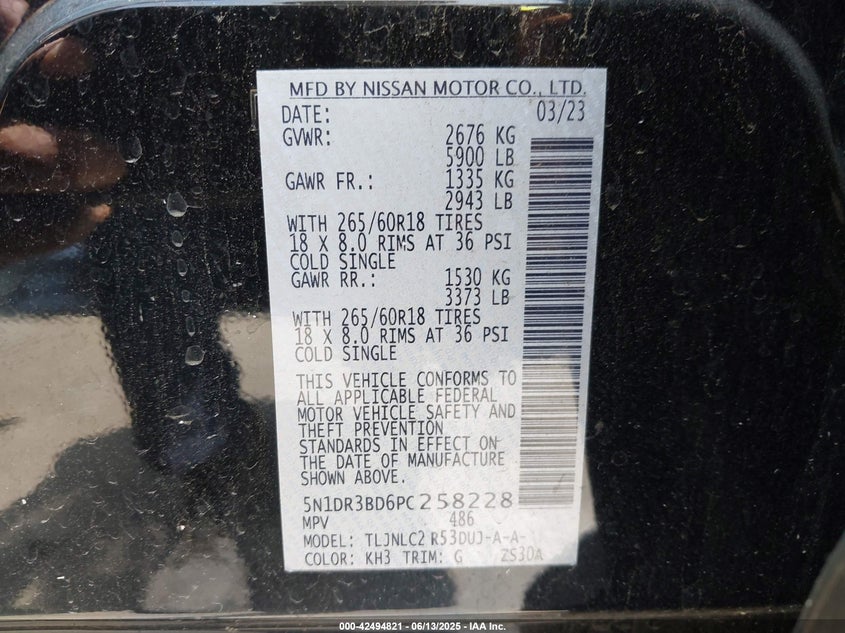 MFD BY NISSAN MOTOR CO., LTD.
DATE: 03/23
GVWR: 2676 KG
5900 LB
GAWR FR.: 1335 KG
2943 LB
WITH 265/60R18 TIRES
18 X 8.0 RIMS AT 36 PSI
COLD SINGLE
GAWR RR.: 1530 KG
3373 LB
WITH 265/60R18 TIRES
18 X 8.0 RIMS AT 36 PSI
COLD SINGLE
THIS VEHICLE CONFORMS TO
ALL APPLICABLE FEDERAL
MOTOR VEHICLE SAFETY AND
THEFT PREVENTION
STANDARDS IN EFFECT ON
THE DATE OF MANUFACTURE
SHOWN ABOVE.
5N1DR3BD6PC258228
MPV 486
MODEL: TLJNLC2 R53DUJ-A-A-
COLOR: KH3 TRIM: G ZS30A
000-42494821 - 06/13/2025 - IAA Inc.